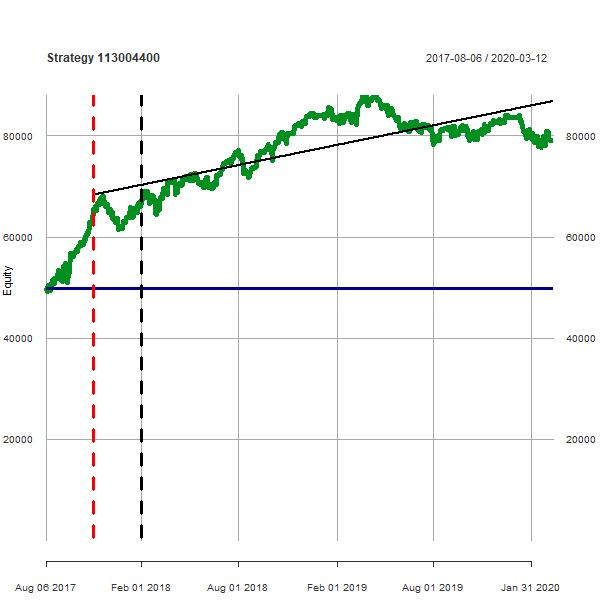 Strategy 113004400
2017-08-06 / 2020-03-12
80000
80000
60000
60000
Equity
40000
40000
20000
20000
Aug 06 2017
Feb 01 2018
Aug 01 2018
Feb 01 2019
Aug 01 2019
Jan 31 2020